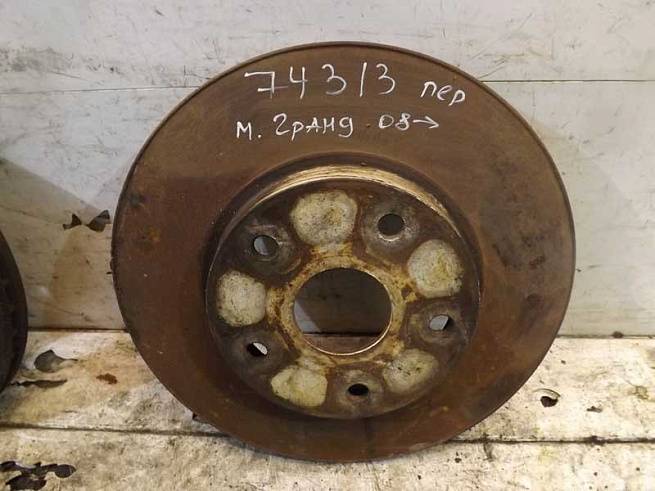 74313 пер
м. Гранд 08→